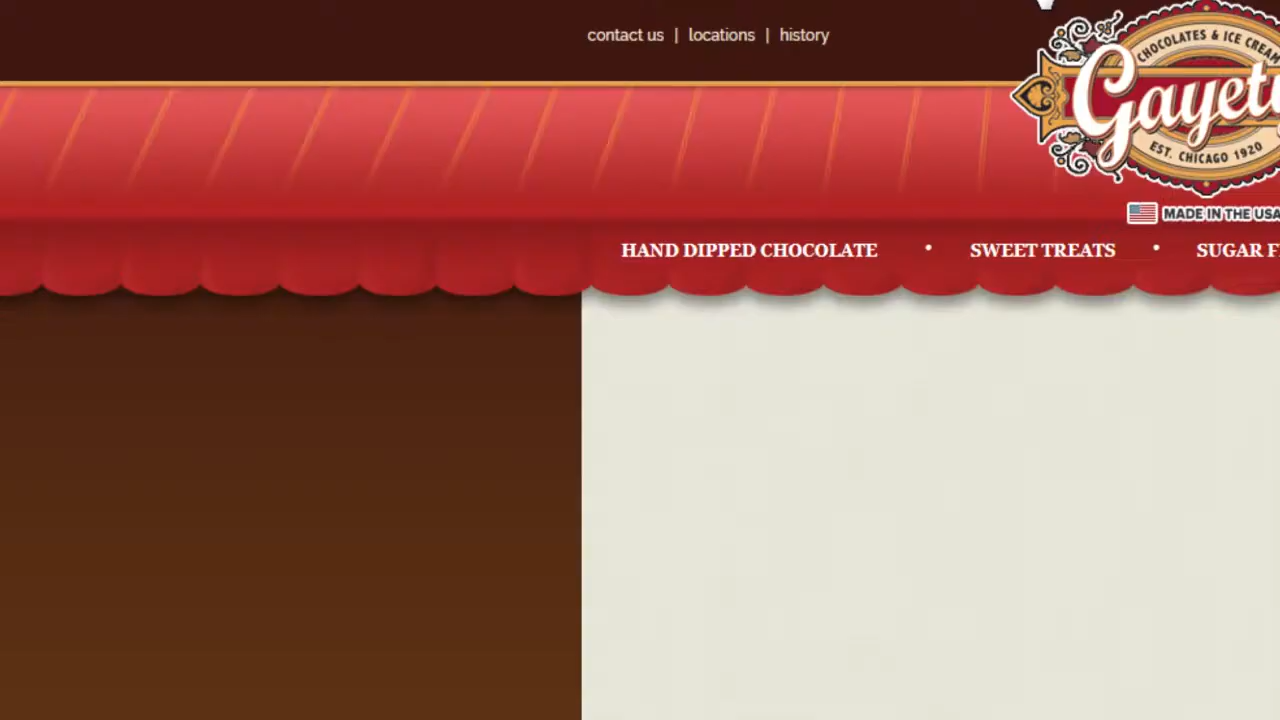 contact us | locations | history
CHOCOLATES & ICE CREAM
EST. CHICAGO 1920
MADE IN THE USA
HAND DIPPED CHOCOLATE • SWEET TREATS • SUGAR